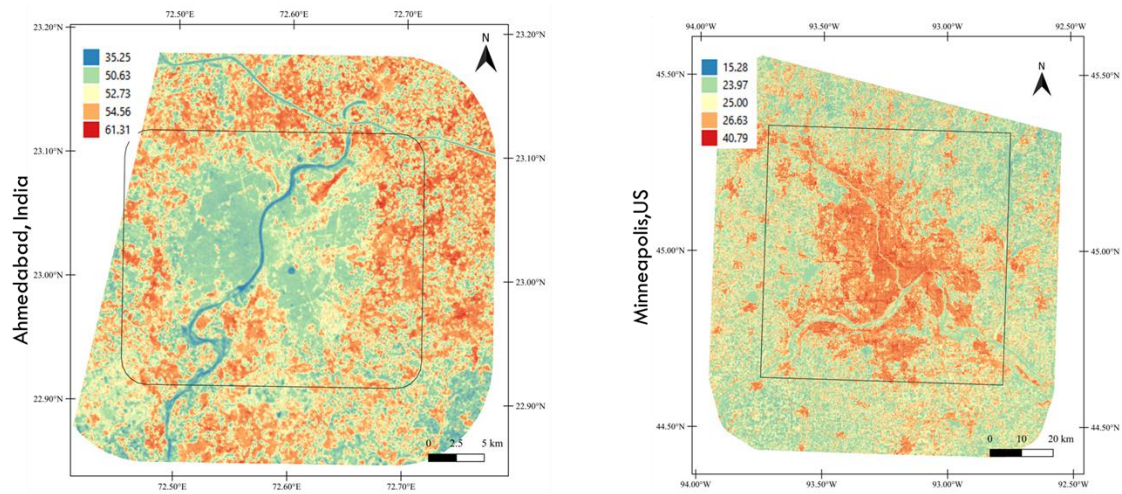 72.50°E 72.60°E 72.70°E
23.20°N
N
23.20°N
35.25
50.63
52.73
54.56
61.31
23.10°N
23.10°N
23.00°N
23.00°N
22.90°N
22.90°N
0 2.5 5 km
72.50°E 72.60°E 72.70°E
Ahmedabad, India
94.00°W 93.50°W 93.00°W 92.50°W
N
15.28
23.97
25.00
26.63
40.79
45.50°N
45.50°N
45.00°N
45.00°N
44.50°N
44.50°N
0 10 20 km
94.00°W 93.50°W 93.00°W 92.50°W
Minneapolis,US